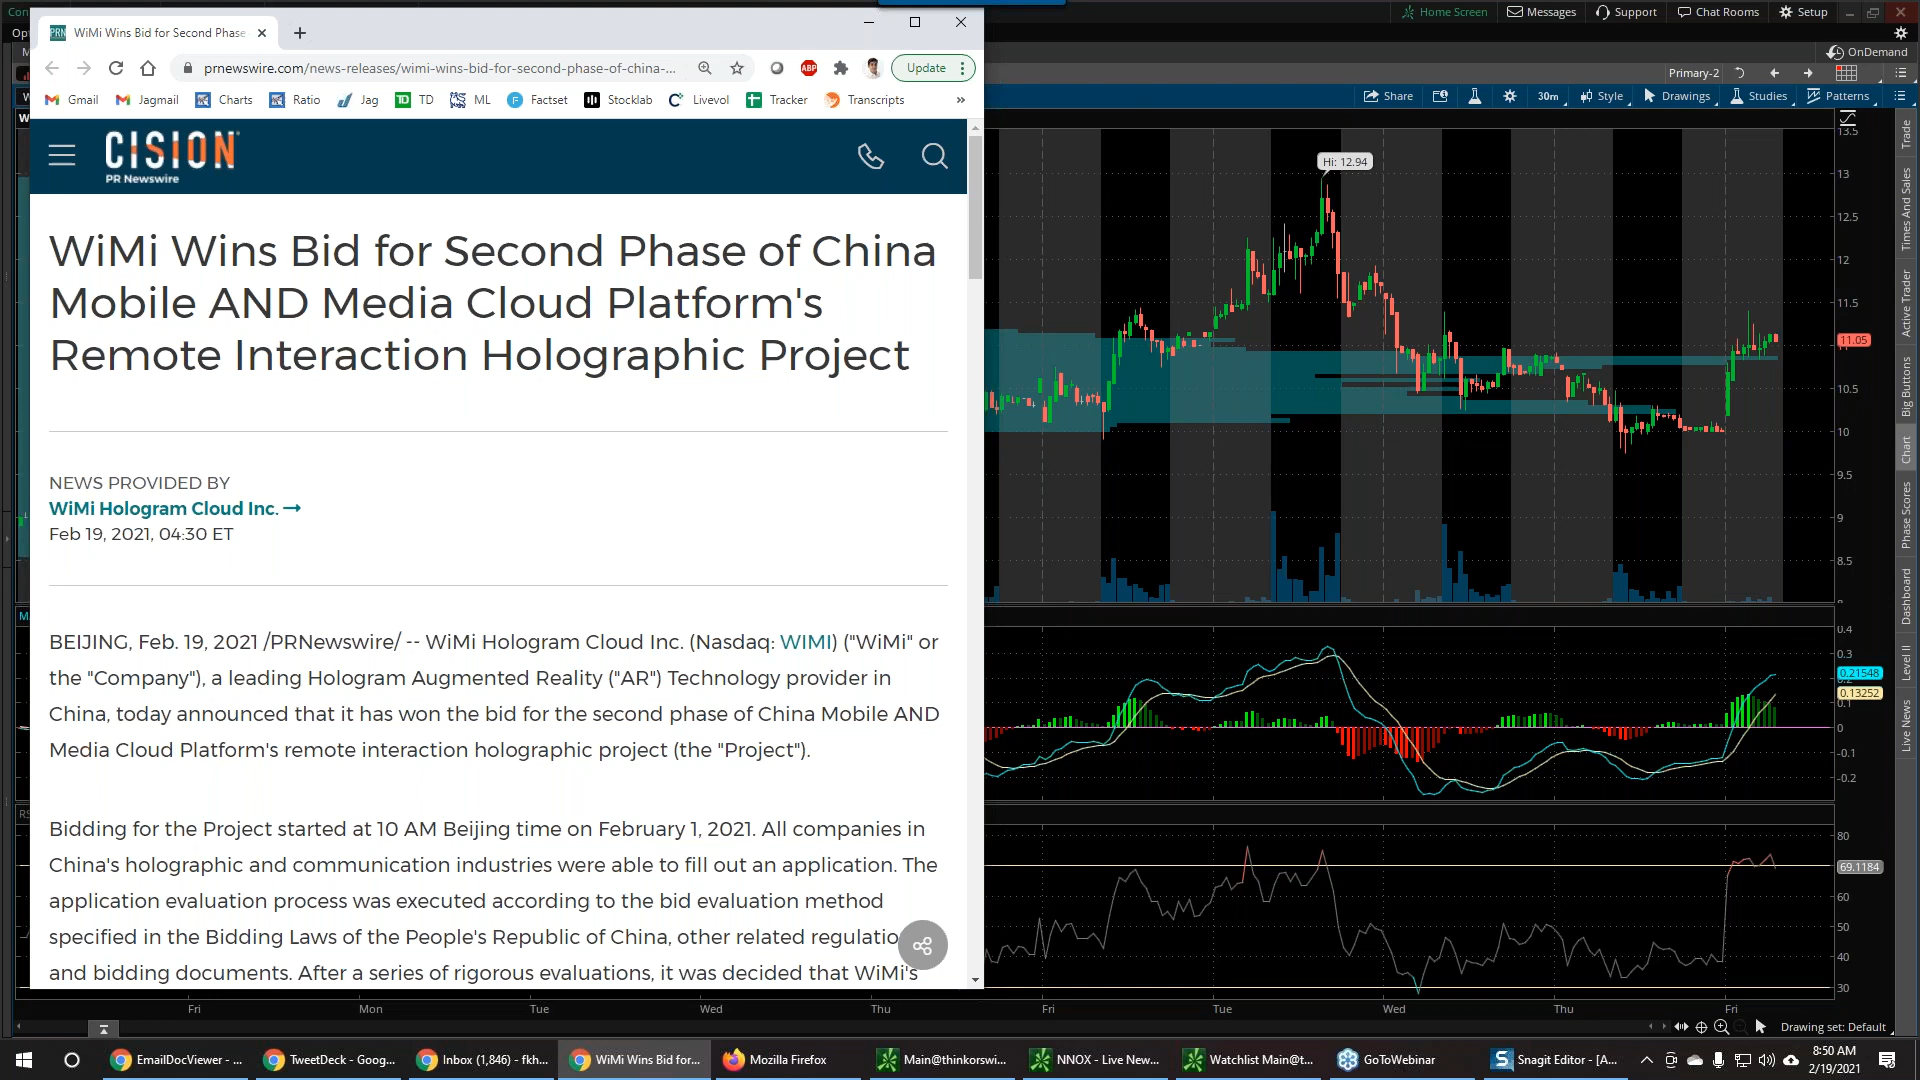 WiMi Wins Bid for Second Phase
prnewswire.com/news-releases/wimi-wins-bid-for-second-phase-of-china-...
Update
Gmail Jagmail Charts Ratio Jag TD ML Factset Stocklab Livevol Tracker Transcripts »
CISION
PR Newswire
WiMi Wins Bid for Second Phase of China
Mobile AND Media Cloud Platform's
Remote Interaction Holographic Project
NEWS PROVIDED BY
WiMi Hologram Cloud Inc. →
Feb 19, 2021, 04:30 ET
BEIJING, Feb. 19, 2021 /PRNewswire/ -- WiMi Hologram Cloud Inc. (Nasdaq: WIMI) ("WiMi" or
the "Company"), a leading Hologram Augmented Reality ("AR") Technology provider in
China, today announced that it has won the bid for the second phase of China Mobile AND
Media Cloud Platform's remote interaction holographic project (the "Project").
Bidding for the Project started at 10 AM Beijing time on February 1, 2021. All companies in
China's holographic and communication industries were able to fill out an application. The
application evaluation process was executed according to the bid evaluation method
specified in the Bidding Laws of the People's Republic of China, other related regulatio
and bidding documents. After a series of rigorous evaluations, it was decided that WiMi's
Home Screen Messages Support Chat Rooms Setup
OnDemand
Primary-2
Share 30m Style Drawings Studies Patterns
Hi: 12.94
13.5
13
12.5
12
11.5
11.05
10.5
10
9.5
9
8.5
0.4
0.3
0.21548
0.13252
0.1
0
-0.1
-0.2
80
69.1184
60
50
40
30
Trade
Times And Sales
Active Trader
Big Buttons
Chart
Phase Scores
Dashboard
Level II
Live News
Fri Mon Tue Wed Thu Fri Tue Wed Thu Fri
Drawing set: Default
EmailDocViewer - ... TweetDeck - Goog... Inbox (1,846) - fkh... WiMi Wins Bid for... Mozilla Firefox Main@thinkorswi... NNOX - Live New... Watchlist Main@t... GoToWebinar Snagit Editor - [A...
8:50 AM
2/19/2021